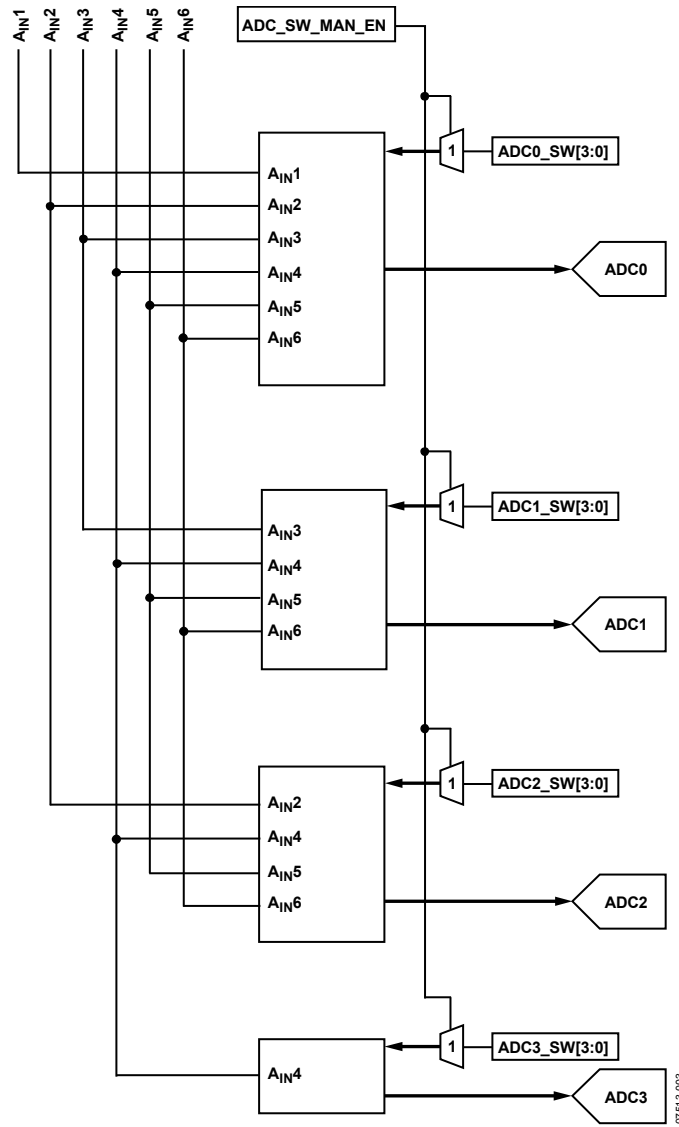 AIN1
AIN2
AIN3
AIN4
AIN5
AIN6
ADC_SW_MAN_EN
1
ADC0_SW[3:0]
AIN1
AIN2
AIN3
AIN4
AIN5
AIN6
ADC0
1
ADC1_SW[3:0]
AIN3
AIN4
AIN5
AIN6
ADC1
1
ADC2_SW[3:0]
AIN2
AIN4
AIN5
AIN6
ADC2
1
ADC3_SW[3:0]
AIN4
ADC3